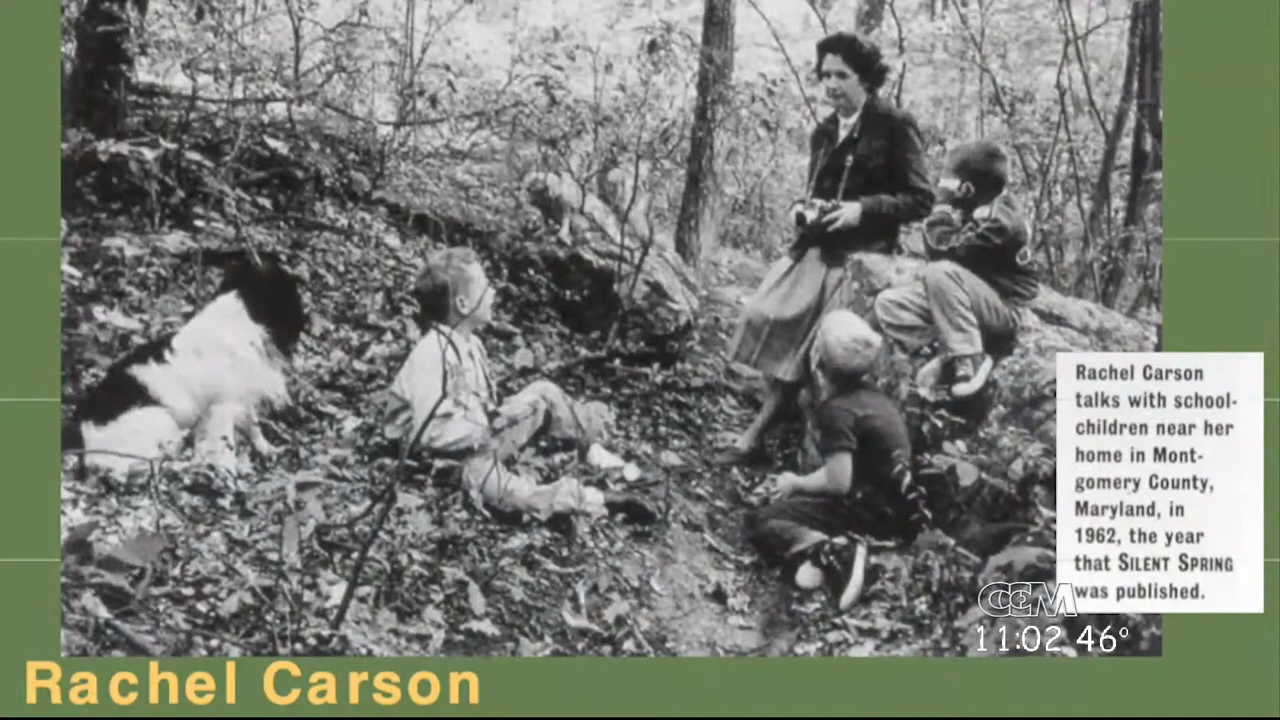 Rachel Carson
talks with school-
children near her
home in Mont-
gomery County,
Maryland, in
1962, the year
that SILENT SPRING
was published.
CCM
11:02 46°
Rachel Carson